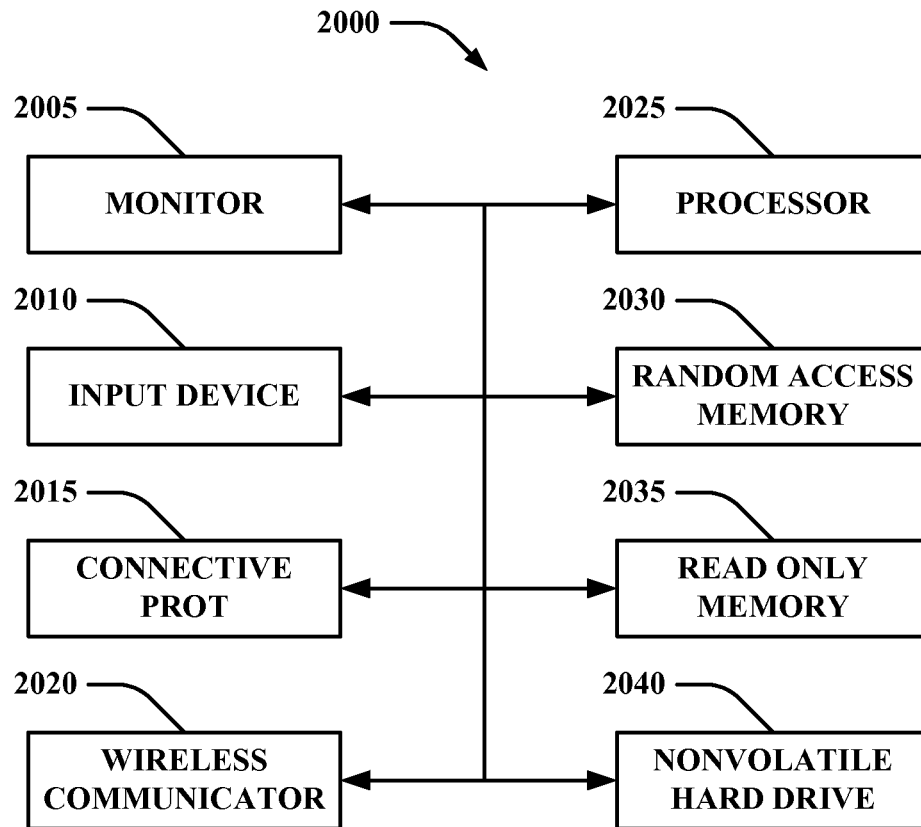 2000
2005
MONITOR
2025
PROCESSOR
2010
INPUT DEVICE
2030
RANDOM ACCESS
MEMORY
2015
CONNECTIVE
PROT
2035
READ ONLY
MEMORY
2020
WIRELESS
COMMUNICATOR
2040
NONVOLATILE
HARD DRIVE